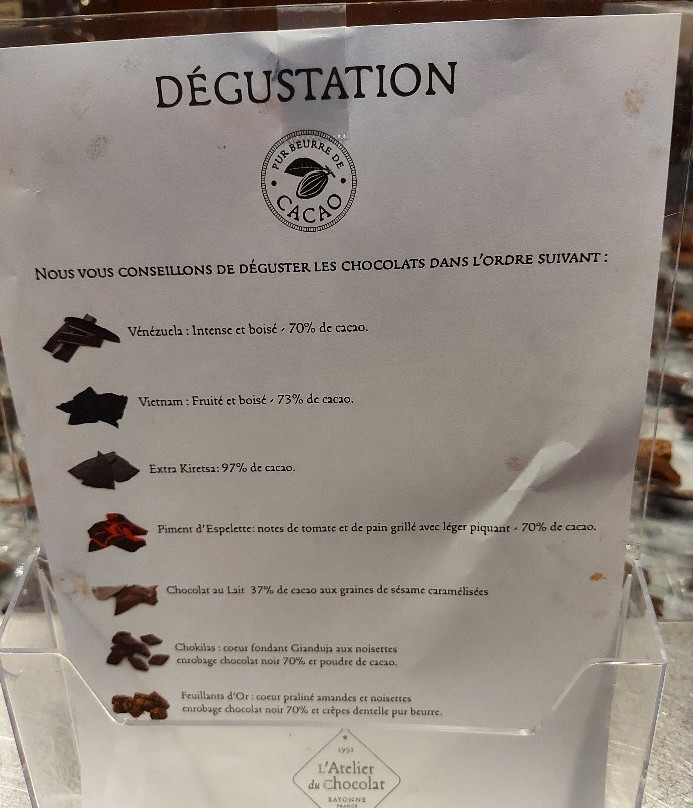 DÉGUSTATION
PUR BEURRE DE
CACAO
NOUS VOUS CONSEILLONS DE DÉGUSTER LES CHOCOLATS DANS L'ORDRE SUIVANT :
Vénézuela : Intense et boisé - 70% de cacao.
Vietnam : Fruité et boisé - 73% de cacao.
Extra Kiretsa: 97% de cacao.
Piment d'Espelette: notes de tomate et de pain grillé avec léger piquant - 70% de cacao.
Chocolat au Lait 37% de cacao aux graines de sésame caramélisées
Chokilas : coeur fondant Gianduja aux noisettes
enrobage chocolat noir 70% et poudre de cacao.
Feuillants d'Or : coeur praliné amandes et noisettes
enrobage chocolat noir 70% et crêpes dentelle pur beurre.
1951
L'Atelier
du Chocolat
BAYONNE
FRANCE